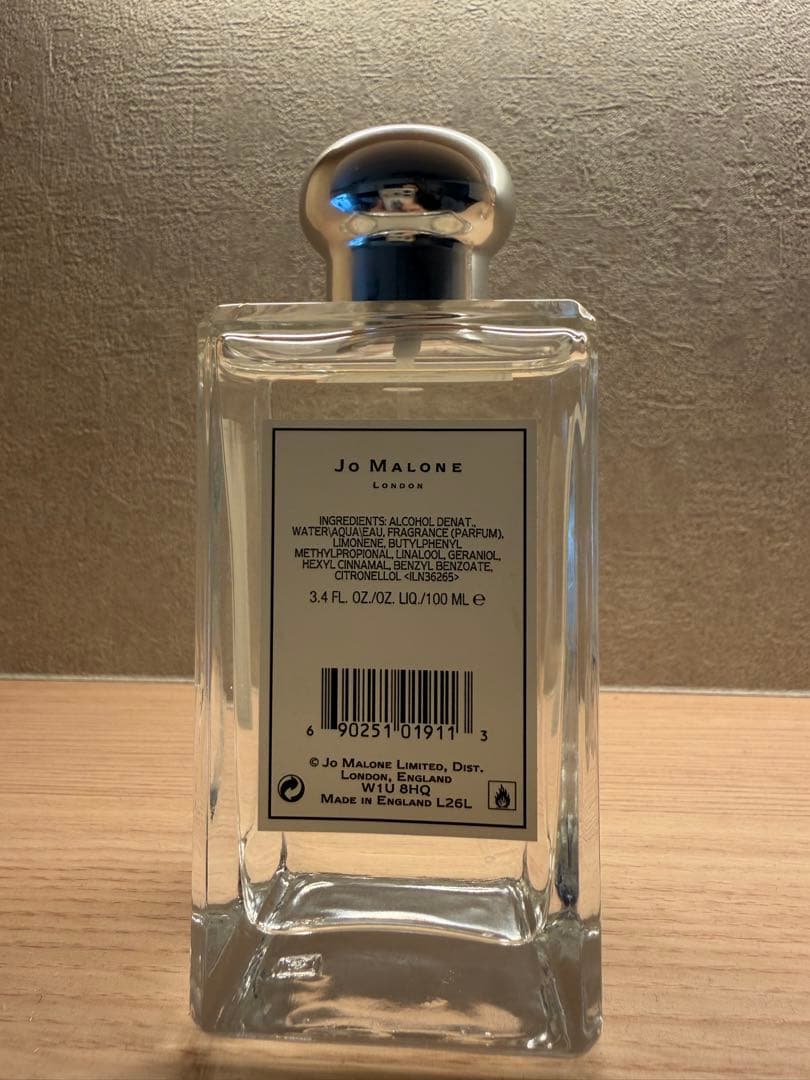 JO MALONE
LONDON
INGREDIENTS: ALCOHOL DENAT.,
WATER\AQUA\EAU, FRAGRANCE (PARFUM),
LIMONENE, BUTYLPHENYL
METHYLPROPIONAL, LINALOOL, GERANIOL,
HEXYL CINNAMAL, BENZYL BENZOATE,
CITRONELLOL <ILN36265>
3.4 FL. OZ./OZ. LIQ./100 ML ℮
6 90251 01911 3
© JO MALONE LIMITED, DIST.
LONDON, ENGLAND
W1U 8HQ
MADE IN ENGLAND L26L